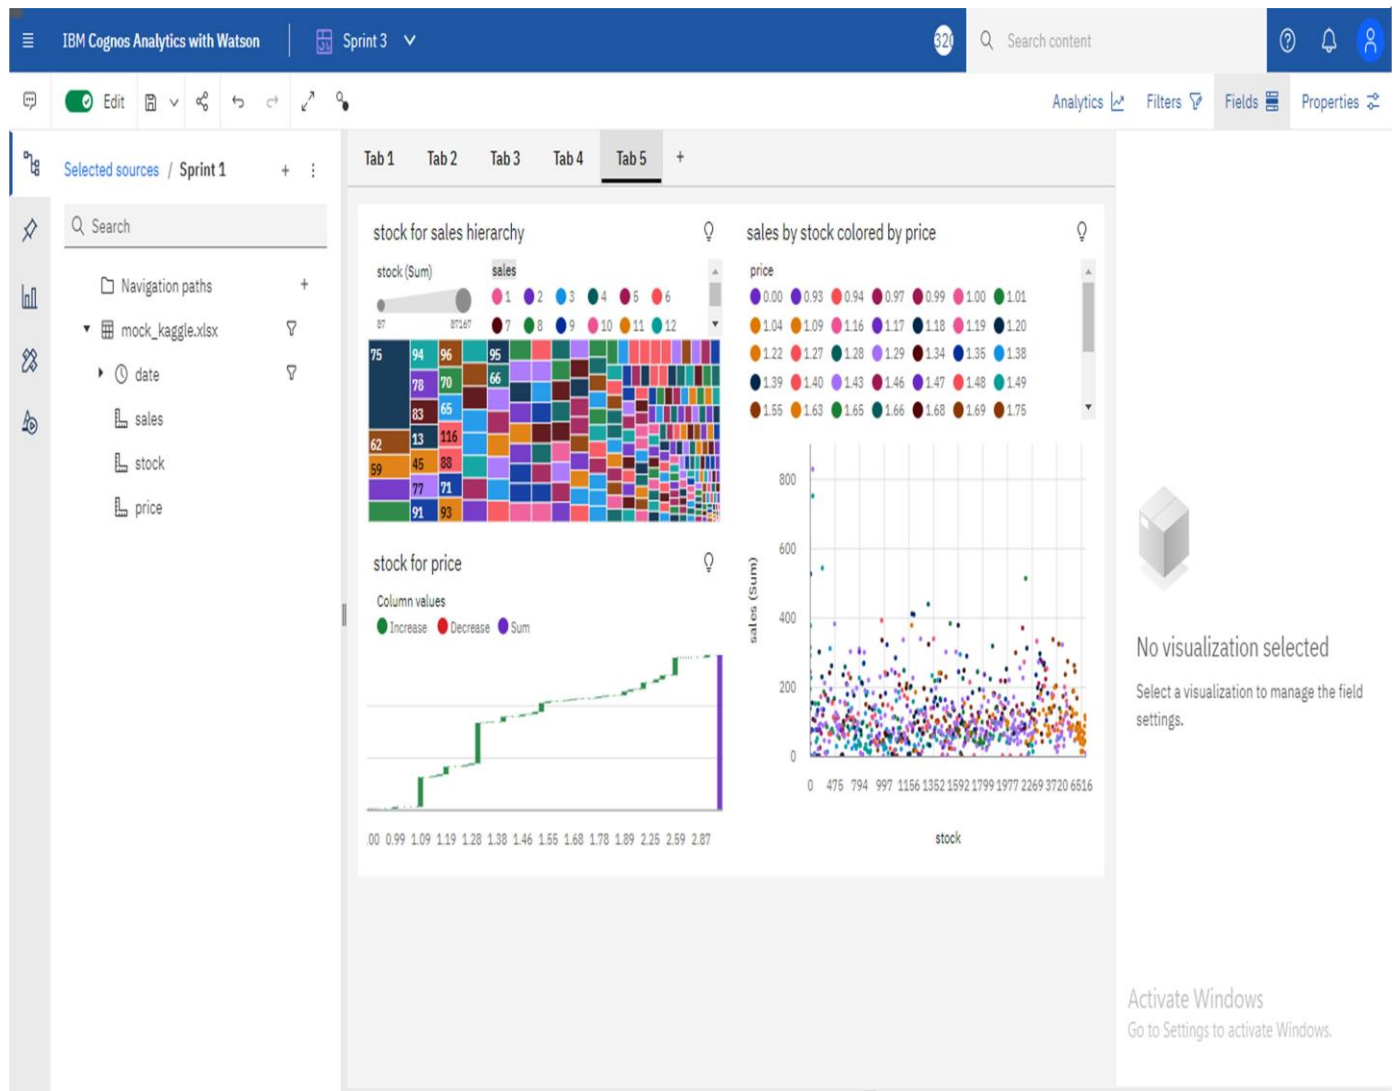 IBM Cognos Analytics with Watson
Sprint 3
Search content
Edit
Analytics
Filters
Fields
Properties
Selected sources / Sprint 1
Search
Navigation paths
mock_kaggle.xlsx
date
sales
stock
price
Tab 1 Tab 2 Tab 3 Tab 4 Tab 5 +
stock for sales hierarchy
stock (Sum)
87 87167
sales
1 2 3 4 5 6
7 8 9 10 11 12
75 94 96 95
78 70 66
83 65
62 13 116
59 45 88
77 71
91 93
stock for price
Column values
Increase Decrease Sum
.00 0.99 1.09 1.19 1.28 1.38 1.46 1.55 1.68 1.78 1.89 2.25 2.59 2.87
sales by stock colored by price
price
0.00 0.93 0.94 0.97 0.99 1.00 1.01
1.04 1.09 1.16 1.17 1.18 1.19 1.20
1.22 1.27 1.28 1.29 1.34 1.35 1.38
1.39 1.40 1.43 1.46 1.47 1.48 1.49
1.55 1.63 1.65 1.66 1.68 1.69 1.75
sales (Sum)
800
600
400
200
0
0 475 794 997 1156 1352 1592 1799 1977 2269 3720 6516
stock
No visualization selected
Select a visualization to manage the field
settings.
Activate Windows
Go to Settings to activate Windows.